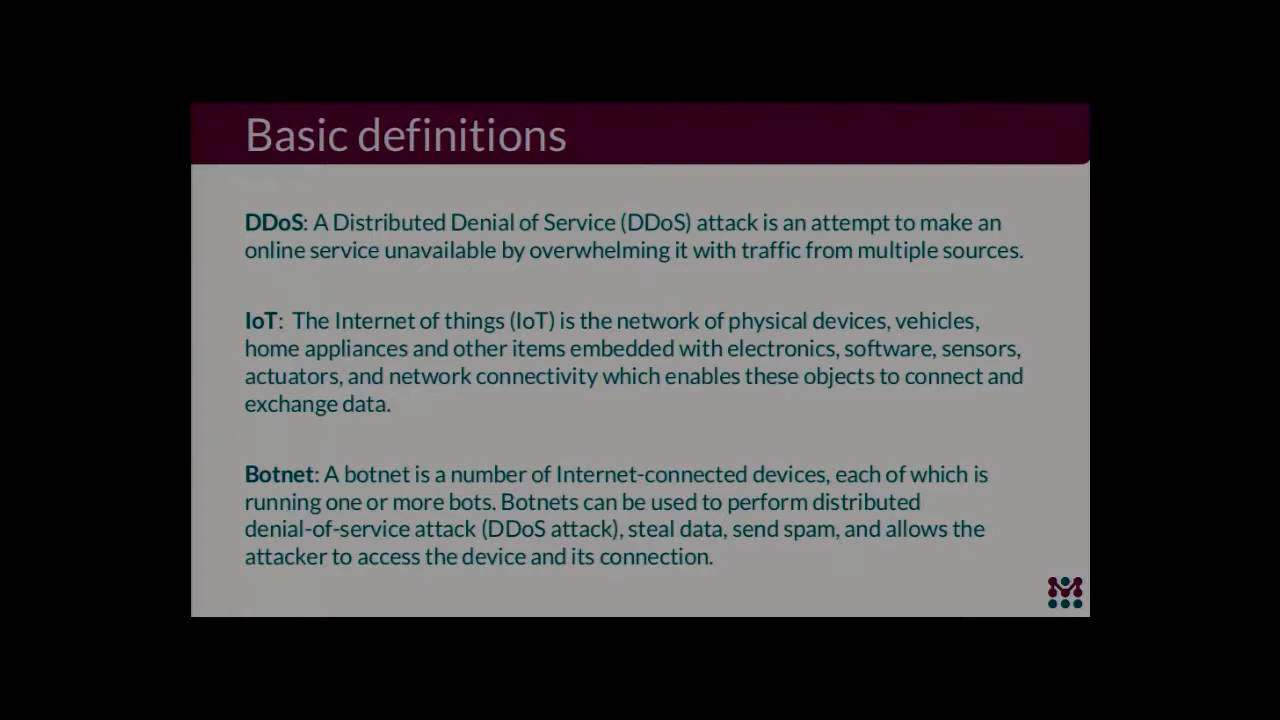 Basic definitions
DDoS: A Distributed Denial of Service (DDoS) attack is an attempt to make an
online service unavailable by overwhelming it with traffic from multiple sources.
IoT:  The Internet of things (IoT) is the network of physical devices, vehicles,
home appliances and other items embedded with electronics, software, sensors,
actuators, and network connectivity which enables these objects to connect and
exchange data.
Botnet: A botnet is a number of Internet-connected devices, each of which is
running one or more bots. Botnets can be used to perform distributed
denial-of-service attack (DDoS attack), steal data, send spam, and allows the
attacker to access the device and its connection.